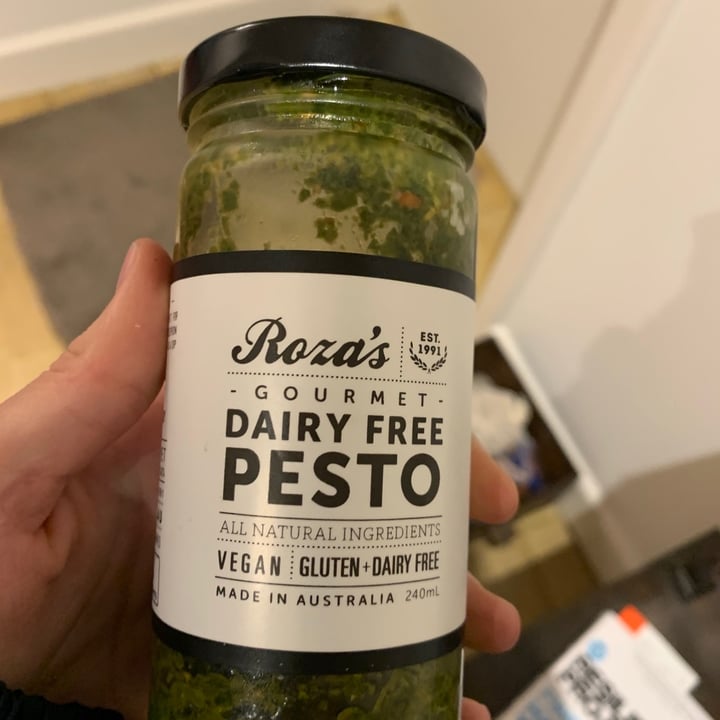 Roza's
EST.
1991
- GOURMET -
DAIRY FREE
PESTO
ALL NATURAL INGREDIENTS
VEGAN GLUTEN + DAIRY FREE
MADE IN AUSTRALIA 240mL